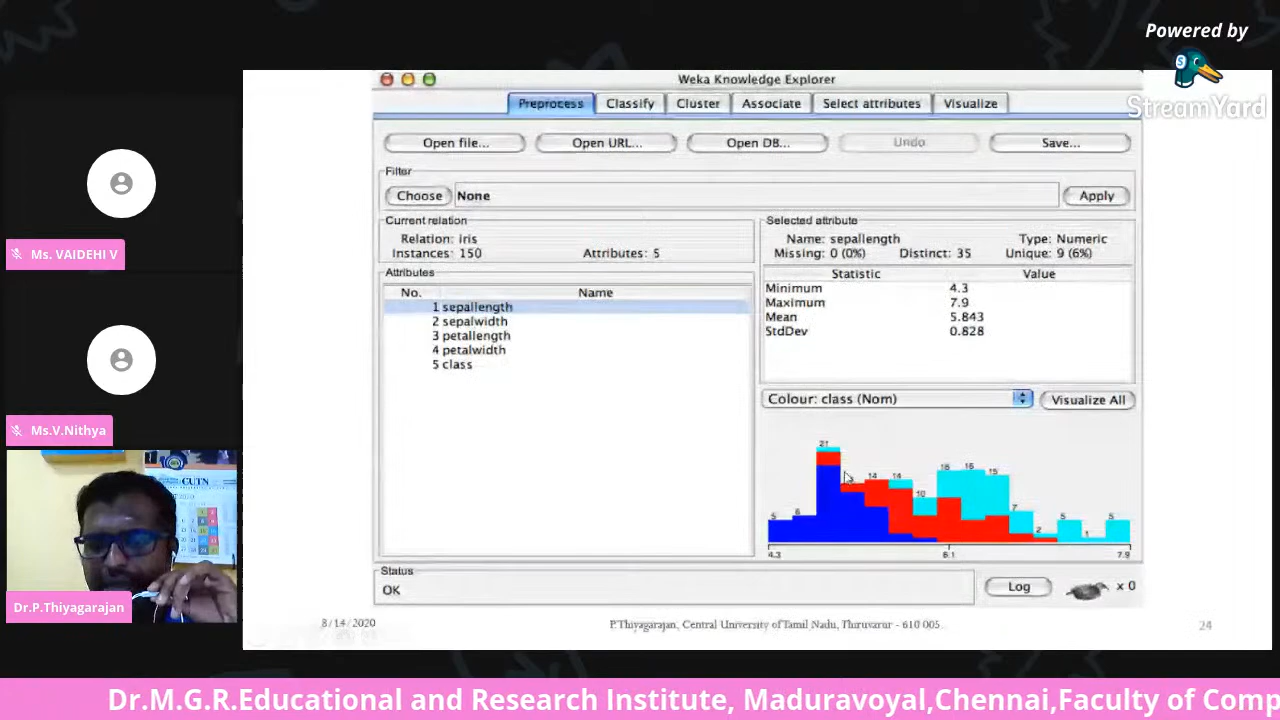 Powered by
StreamYard
Weka Knowledge Explorer
Preprocess Classify Cluster Associate Select attributes Visualize
Open file... Open URL... Open DB... Undo Save...
Filter
Choose None Apply
Current relation
Relation: iris
Instances: 150 Attributes: 5
Attributes
No. Name
1 sepallength
2 sepalwidth
3 petallength
4 petalwidth
5 class
Selected attribute
Name: sepallength Type: Numeric
Missing: 0 (0%) Distinct: 35 Unique: 9 (6%)
Statistic Value
Minimum 4.3
Maximum 7.9
Mean 5.843
StdDev 0.828
Colour: class (Nom) Visualize All
21
5 6 14 14 10 16 15 7 2 5 1 5
4.3 6.1 7.9
Status
OK
Log x 0
8/14/2020 P.Thiyagarajan, Central University of Tamil Nadu, Thiruvarur - 610 005. 24
Ms. VAIDEHI V
Ms.V.Nithya
CUTN
2020
Dr.P.Thiyagarajan
Dr.M.G.R.Educational and Research Institute, Maduravoyal,Chennai,Faculty of Comp